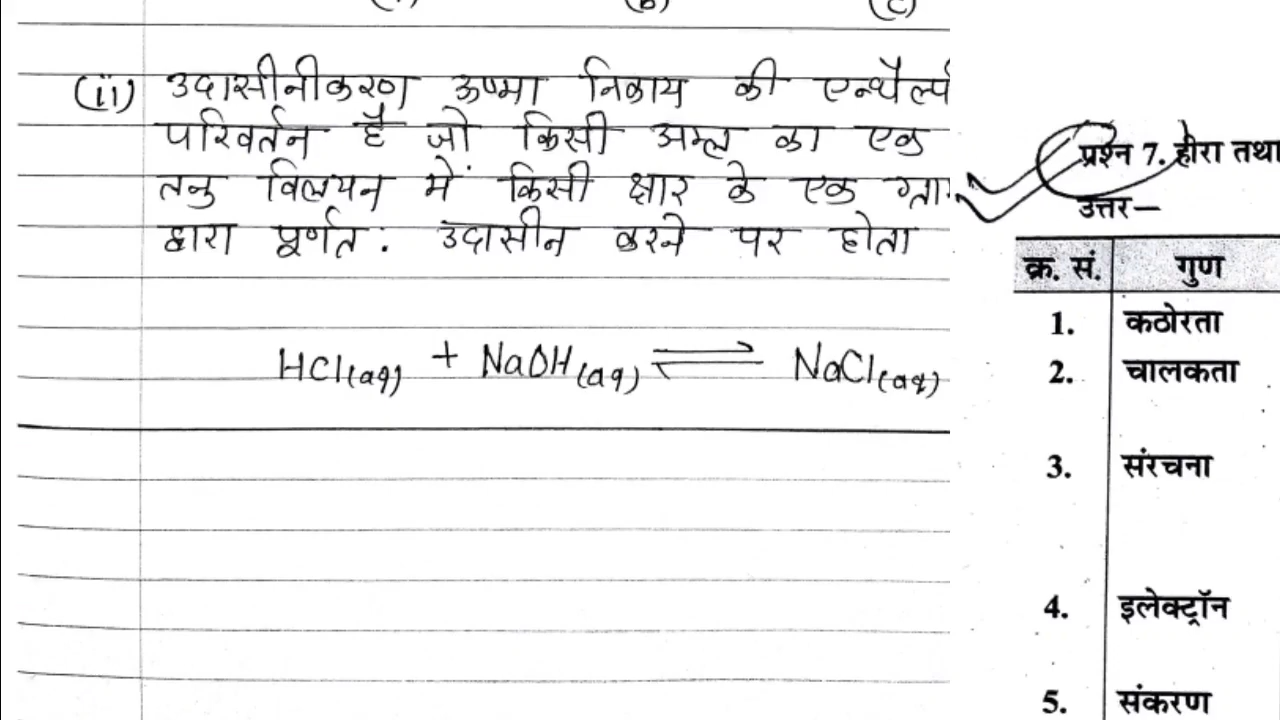 (ii) उदासीनीकरण ऊष्मा निकाय की
परिवर्तन है जो किसी अम्ल का एक
तनु विलयन में किसी क्षार के एक
द्वारा पूर्णत: उदासीन करने पर होता
HCl(aq) + NaOH(aq) ⇌ NaCl(aq)
प्रश्न 7. हीरा तथा
उत्तर—
क्र. सं. गुण
1. कठोरता
2. चालकता
3. संरचना
4. इलेक्ट्रॉन
5. संकरण